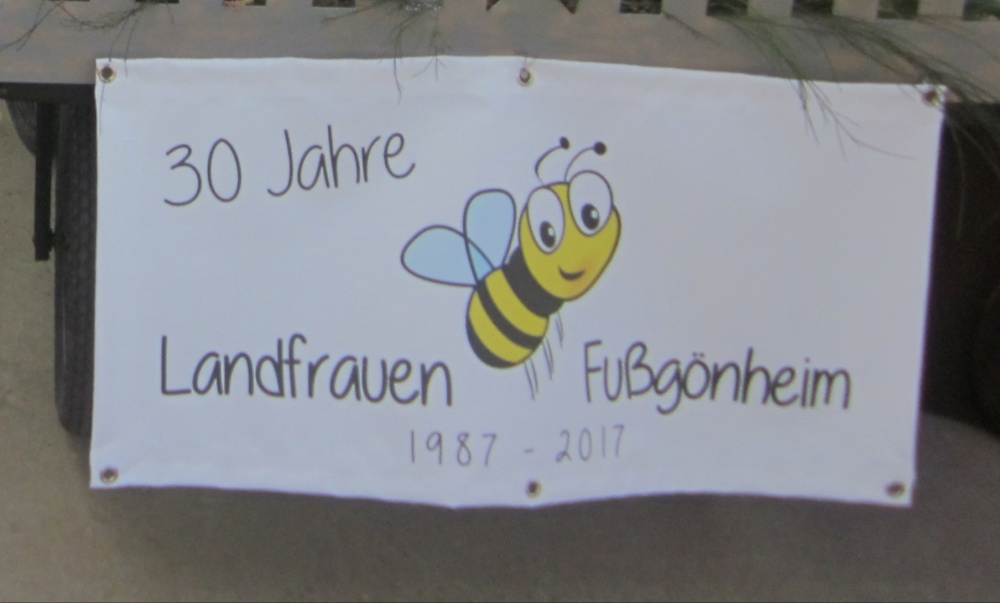 30 Jahre
Landfrauen Fußgönheim
1987 - 2017